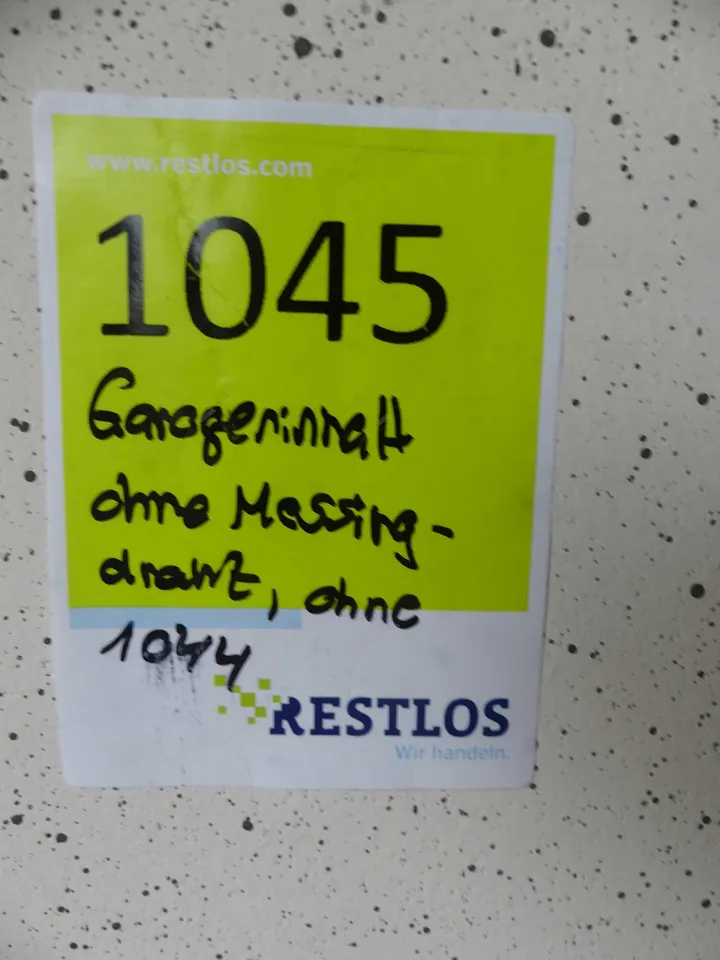 www.restlos.com
1045
Garageninhalt
ohne Messing-
draht, ohne
1044
RESTLOS
Wir handeln.